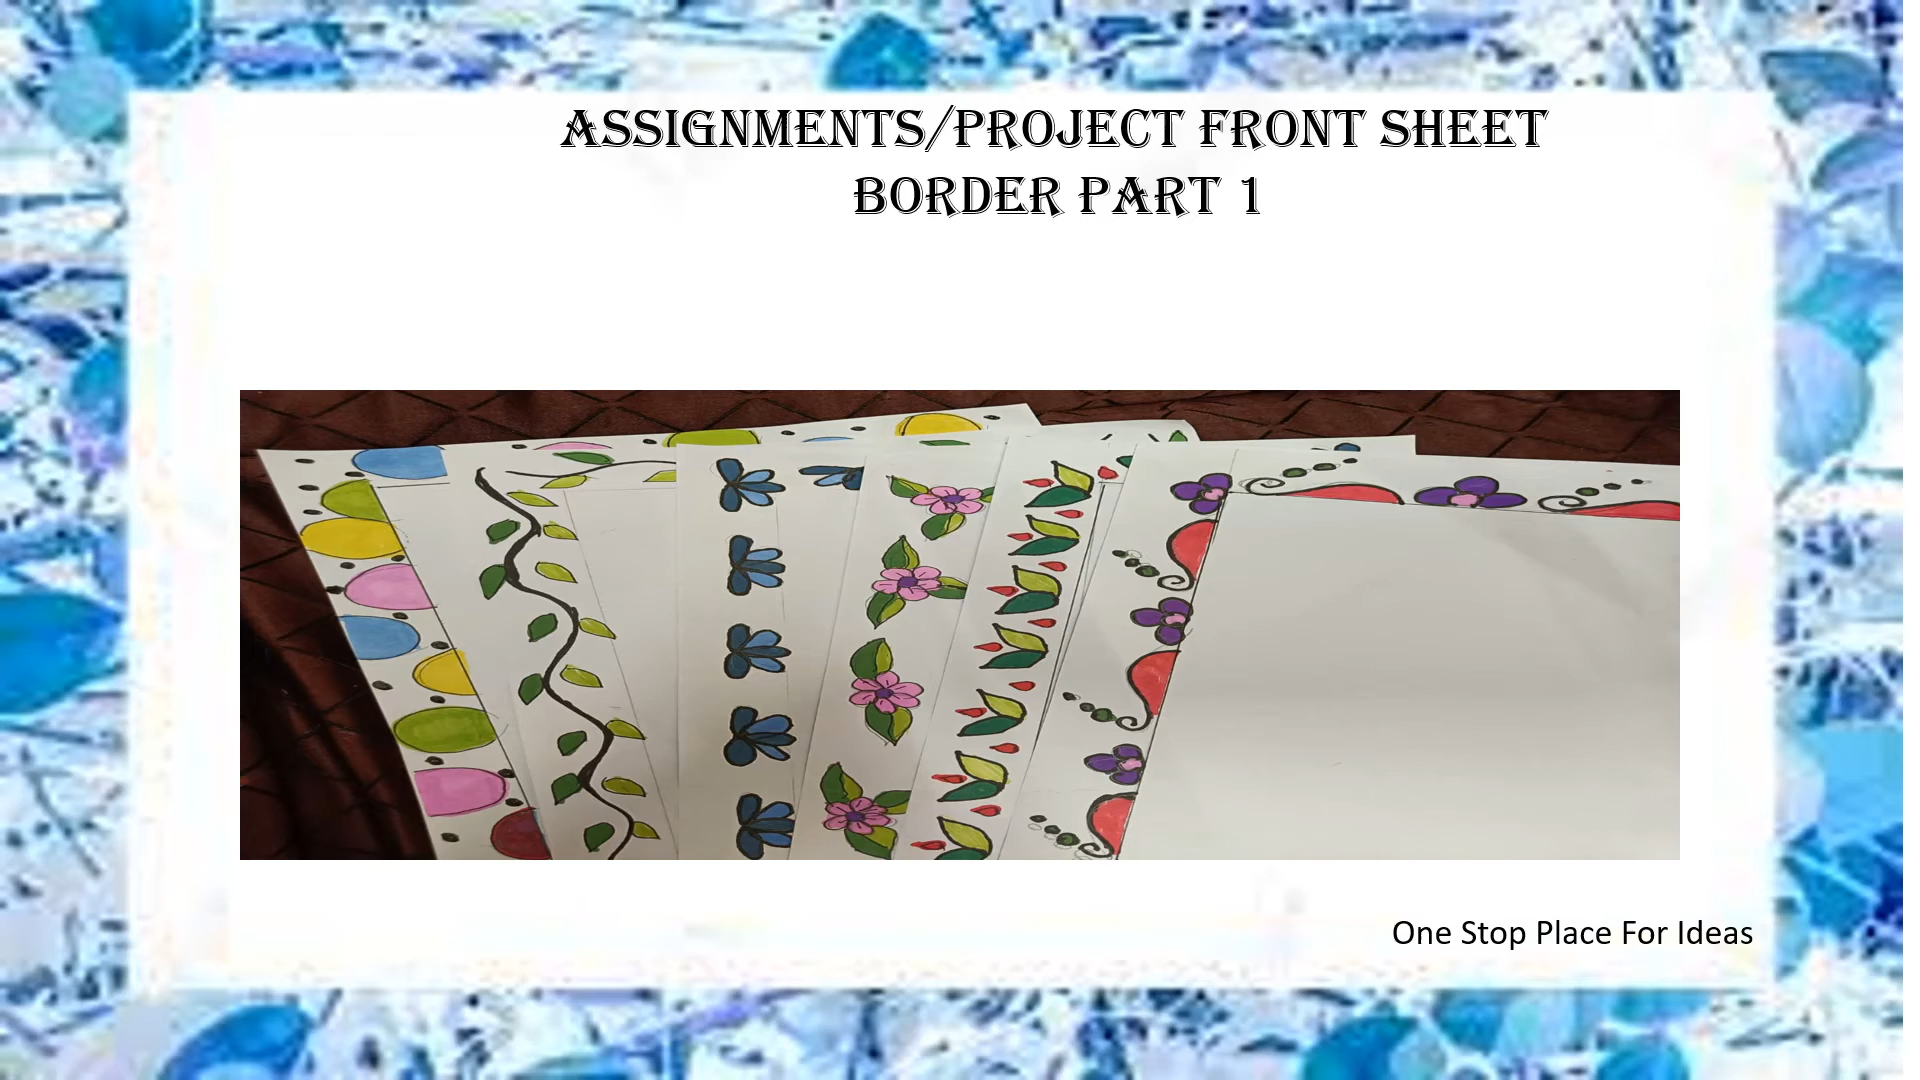 ASSIGNMENTS/PROJECT FRONT SHEET
BORDER PART 1
One Stop Place For Ideas